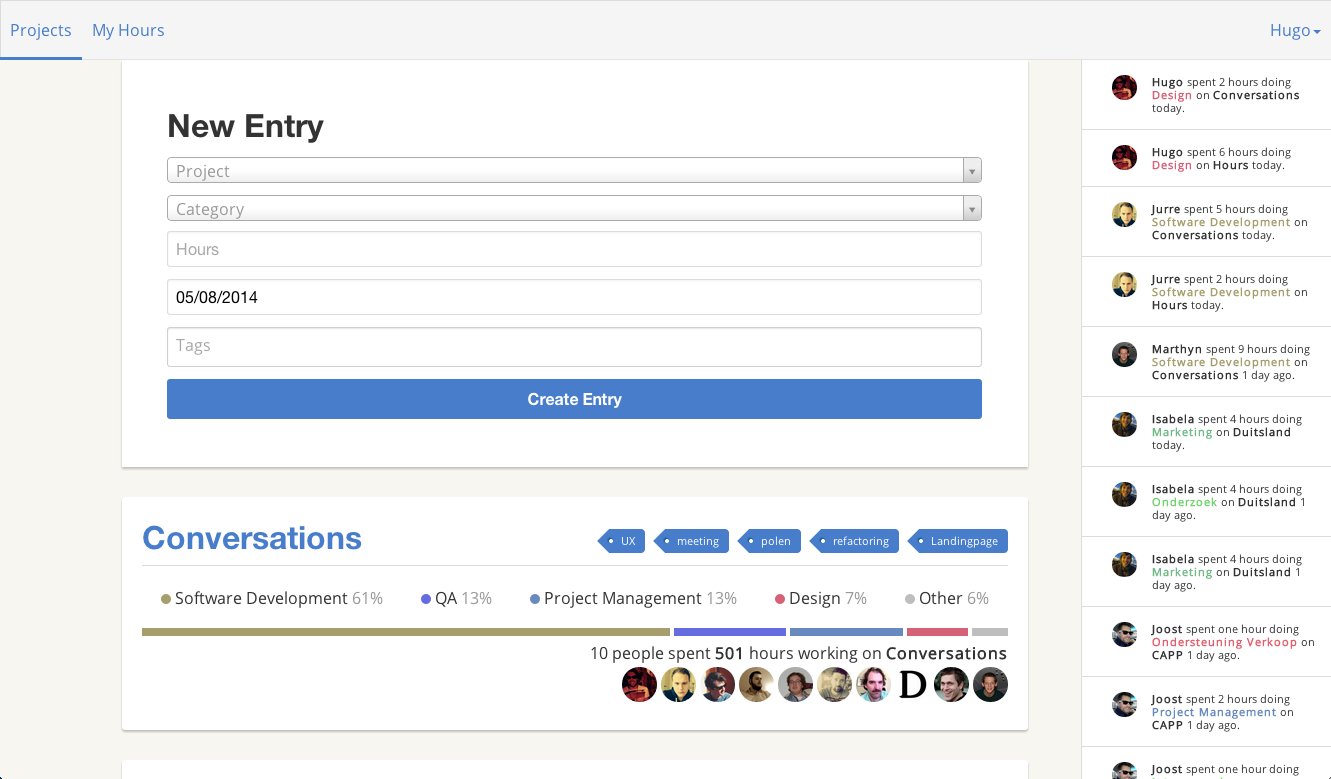 Projects My Hours Hugo
New Entry
Project
Category
Hours
05/08/2014
Tags
Create Entry
Conversations
UX meeting polen refactoring Landingpage
Software Development 61% QA 13% Project Management 13% Design 7% Other 6%
10 people spent 501 hours working on Conversations
D
Hugo spent 2 hours doing
Design on Conversations
today.
Hugo spent 6 hours doing
Design on Hours today.
Jurre spent 5 hours doing
Software Development on
Conversations today.
Jurre spent 2 hours doing
Software Development on
Hours today.
Marthyn spent 9 hours doing
Software Development on
Conversations 1 day ago.
Isabela spent 4 hours doing
Marketing on Duitsland
today.
Isabela spent 4 hours doing
Onderzoek on Duitsland 1
day ago.
Isabela spent 4 hours doing
Marketing on Duitsland 1
day ago.
Joost spent one hour doing
Ondersteuning Verkoop on
CAPP 1 day ago.
Joost spent 2 hours doing
Project Management on
CAPP 1 day ago.
Joost spent one hour doing